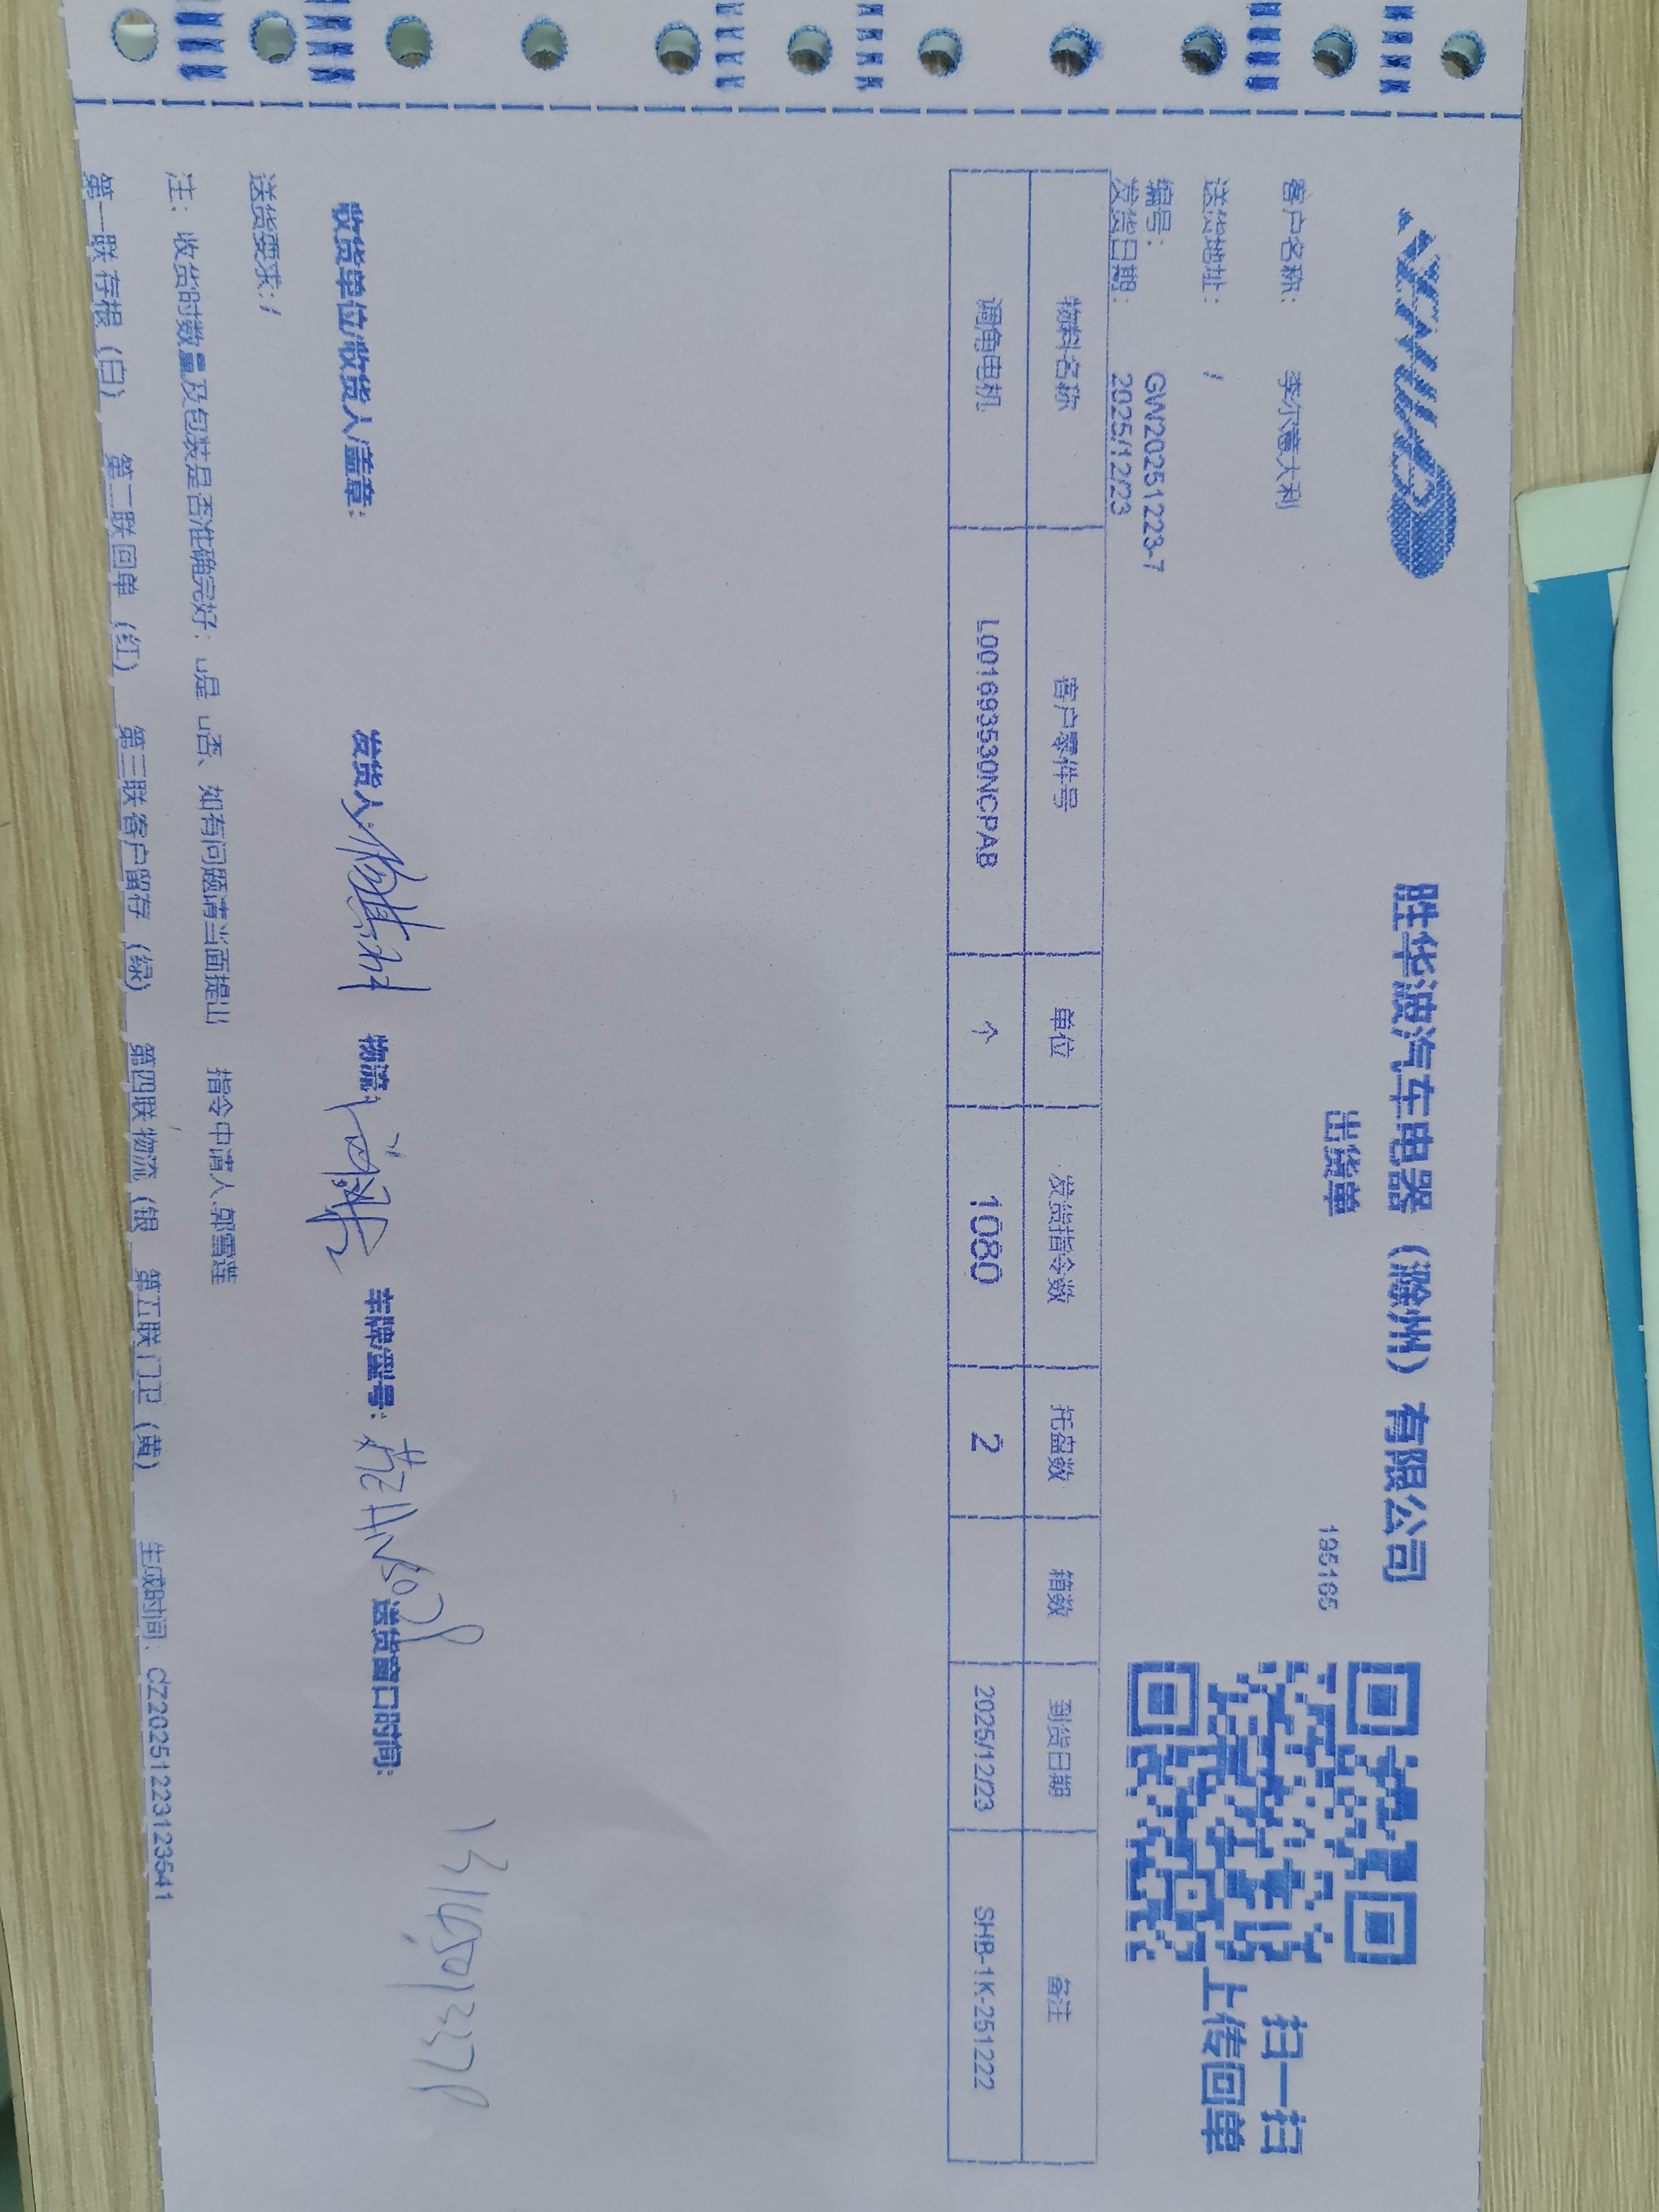 胜华波汽车电器（滁州）有限公司
出货单
195165
扫一扫
上传回单
客户名称： 李尔意大利
送货地址： /
编号： GW20251223-7
发货日期： 2025/12/23
物料名称 客户零件号 单位 发货指令数 托盘数 箱数 到货日期 备注
调角电机 L001693530NCPAB 个 1080 2 2025/12/23 SHB-1K-251222
收货单位/收货人/盖章： 发货人: 物流: 车牌/型号: 送货窗口时间:
送货要求: /
注： 收货时数量及包装是否准确完好: u是 u否、如有问题请当面提出 指令申请人:郭雪莲
第一联存根（白） 第二联回单（红） 第三联客户留存（绿） 第四联物流（银 第五联门卫（黄） 生成时间: CZ20251223123541